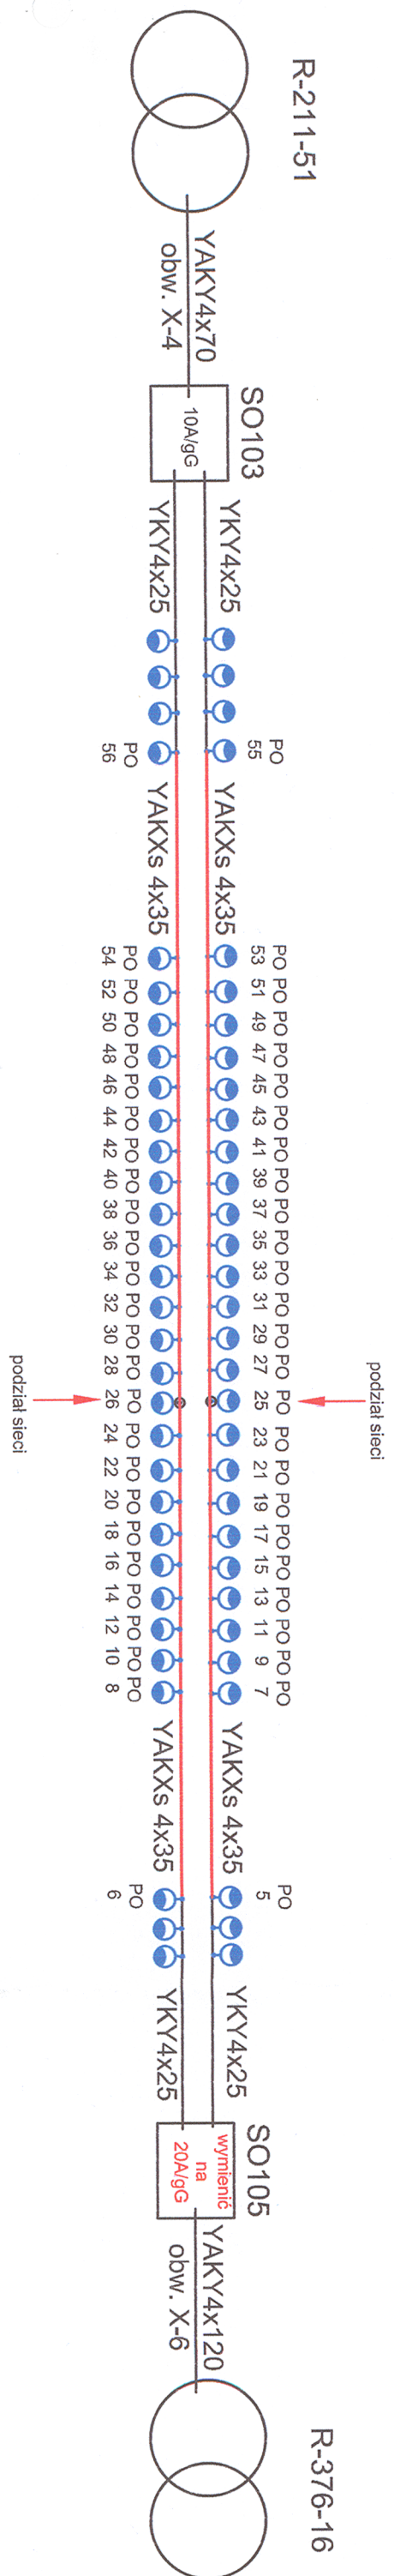 R-211-51
YAKY4x70
obw. X-4
SO103
10A/gG
YKY4x25
YKY4x25
PO
55
PO
56
YAKXs 4x35
YAKXs 4x35
PO PO PO PO PO PO PO PO PO PO PO PO PO PO PO PO PO PO PO PO PO PO PO PO
53 51 49 47 45 43 41 39 37 35 33 31 29 27 25 23 21 19 17 15 13 11 9 7
PO PO PO PO PO PO PO PO PO PO PO PO PO PO PO PO PO PO PO PO PO PO PO PO
54 52 50 48 46 44 42 40 38 36 34 32 30 28 26 24 22 20 18 16 14 12 10 8
podział sieci
podział sieci
YAKXs 4x35
YAKXs 4x35
PO
5
PO
6
YKY4x25
YKY4x25
SO105
wymienić
na
20A/gG
YAKY4x120
obw. X-6
R-376-16